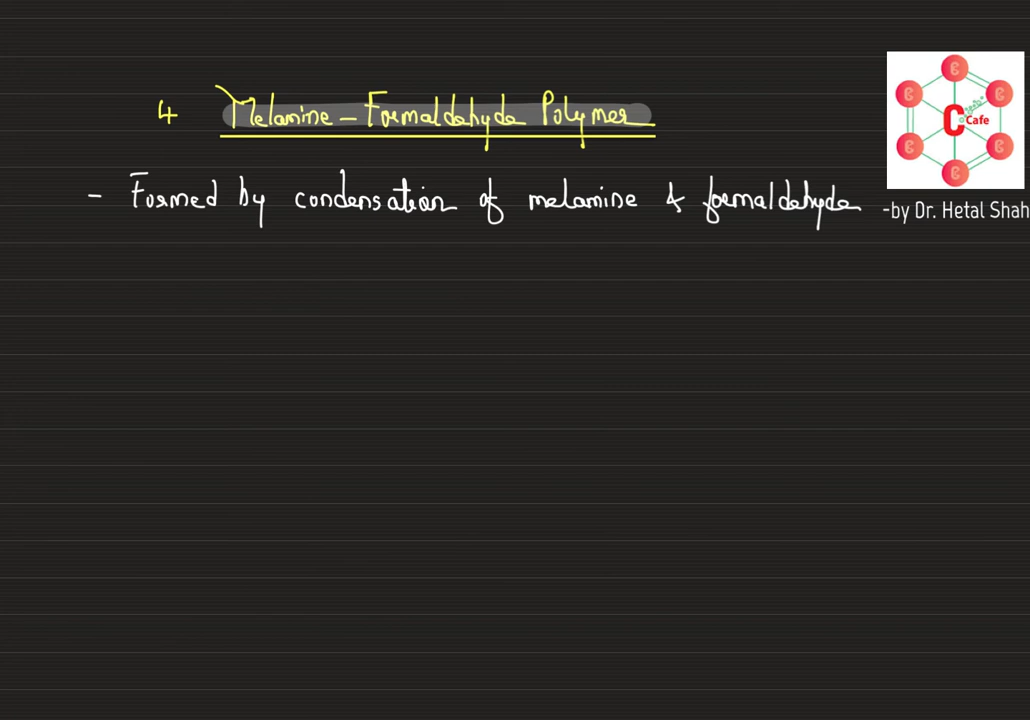 4 Melamine - Formaldehyde Polymer
- Formed by condensation of melamine & formaldehyde
C Cafe
-by Dr. Hetal Shah